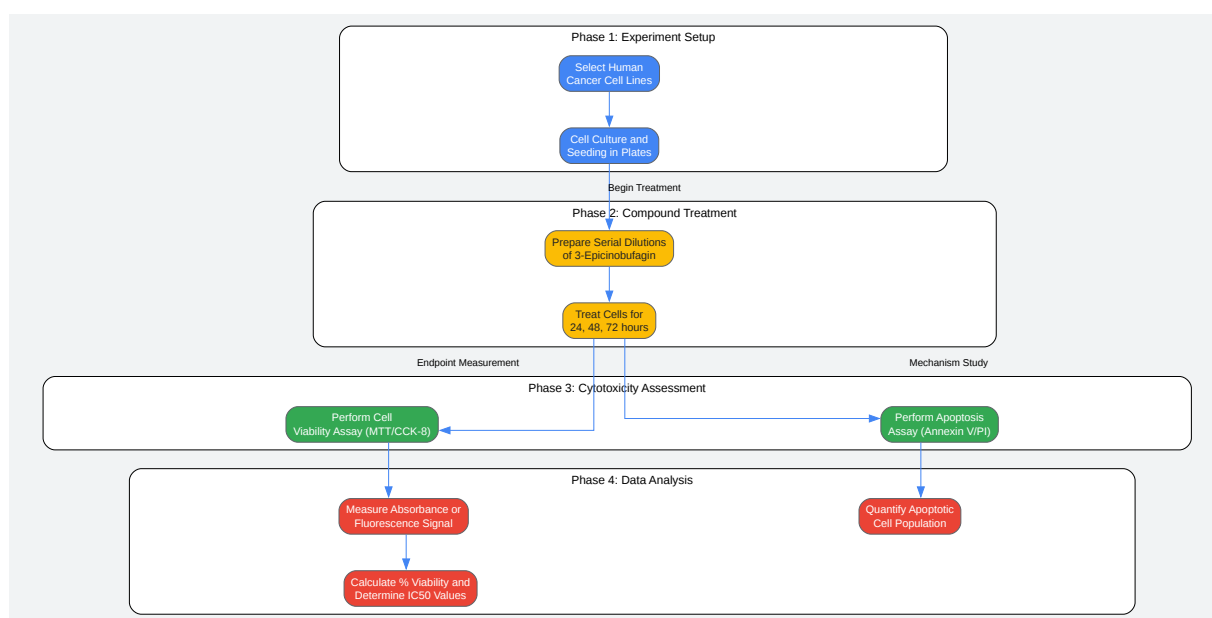 Phase 1: Experiment Setup
Select Human
Cancer Cell Lines
Cell Culture and
Seeding in Plates
Begin Treatment
Phase 2: Compound Treatment
Prepare Serial Dilutions
of 3-Epicinobufagin
Treat Cells for
24, 48, 72 hours
Endpoint Measurement
Mechanism Study
Phase 3: Cytotoxicity Assessment
Perform Cell
Viability Assay (MTT/CCK-8)
Perform Apoptosis
Assay (Annexin V/PI)
Phase 4: Data Analysis
Measure Absorbance or
Fluorescence Signal
Quantify Apoptotic
Cell Population
Calculate % Viability and
Determine IC50 Values